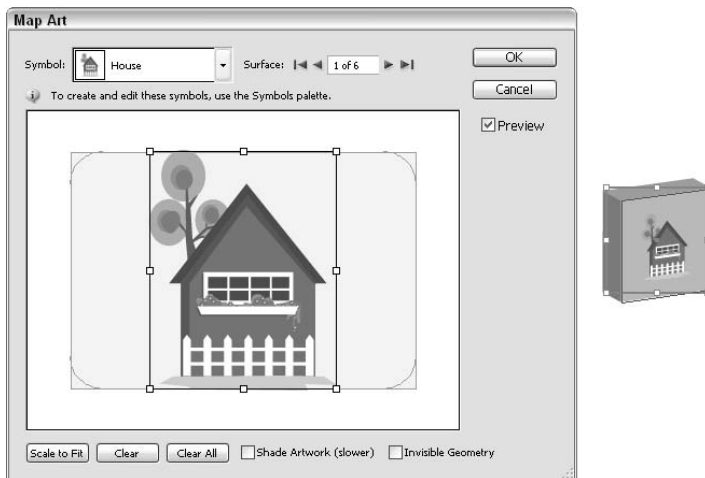 Map Art
Symbol: House Surface: 1 of 6 OK
To create and edit these symbols, use the Symbols palette. Cancel
Preview
Scale to Fit Clear Clear All Shade Artwork (slower) Invisible Geometry